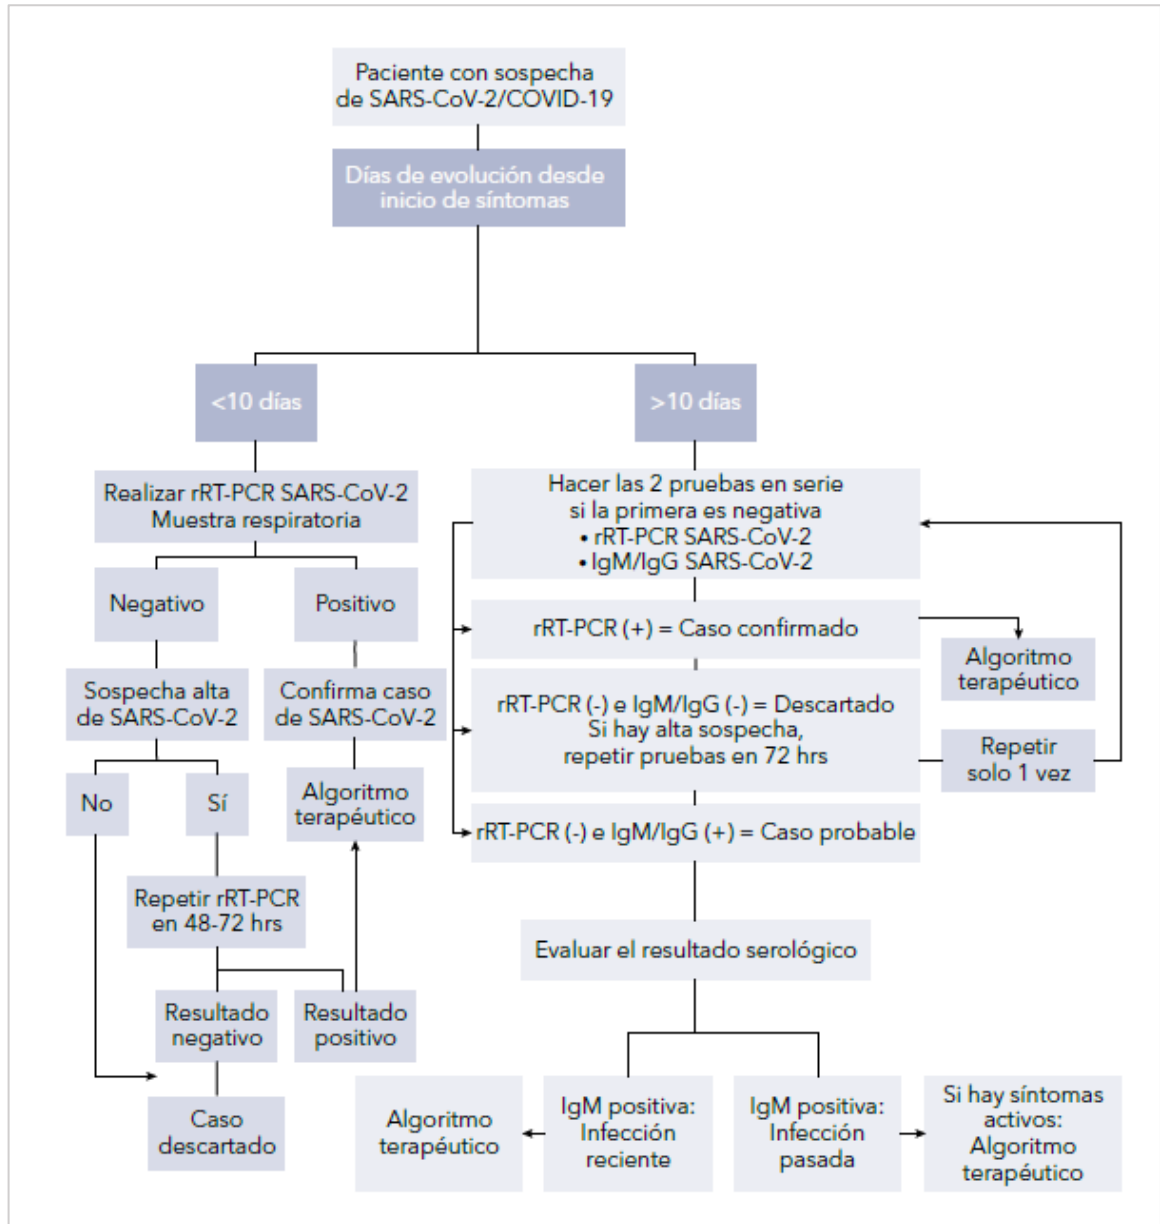 Paciente con sospecha
de SARS-CoV-2/COVID-19
Días de evolución desde
inicio de síntomas
<10 días
>10 días
Realizar rRT-PCR SARS-CoV-2
Muestra respiratoria
Negativo
Positivo
Sospecha alta
de SARS-CoV-2
Confirma caso
de SARS-CoV-2
No
Sí
Algoritmo
terapéutico
Repetir rRT-PCR
en 48-72 hrs
Resultado
negativo
Resultado
positivo
Caso
descartado
Hacer las 2 pruebas en serie
si la primera es negativa
• rRT-PCR SARS-CoV-2
• IgM/IgG SARS-CoV-2
rRT-PCR (+) = Caso confirmado
Algoritmo
terapéutico
rRT-PCR (-) e IgM/IgG (-) = Descartado
Si hay alta sospecha,
repetir pruebas en 72 hrs
Repetir
solo 1 vez
rRT-PCR (-) e IgM/IgG (+) = Caso probable
Evaluar el resultado serológico
Algoritmo
terapéutico
IgM positiva:
Infección
reciente
IgM positiva:
Infección
pasada
Si hay síntomas
activos:
Algoritmo
terapéutico